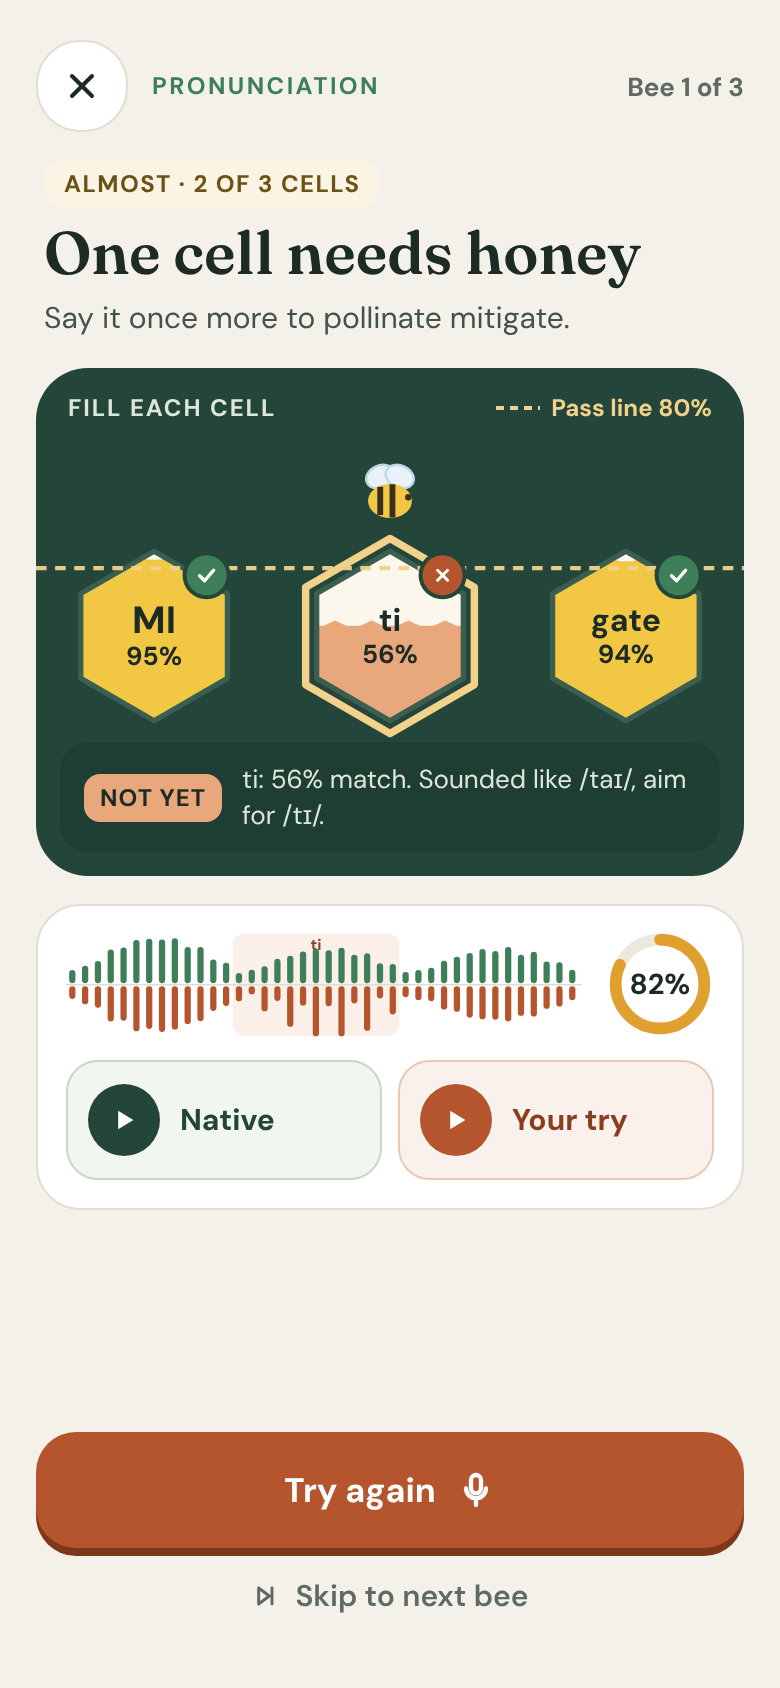 PRONUNCIATION
Bee 1 of 3
ALMOST · 2 OF 3 CELLS
One cell needs honey
Say it once more to pollinate mitigate.
FILL EACH CELL
Pass line 80%
MI
95%
ti
56%
gate
94%
NOT YET
ti: 56% match. Sounded like /taɪ/, aim
for /tɪ/.
ti
82%
Native
Your try
Try again
Skip to next bee